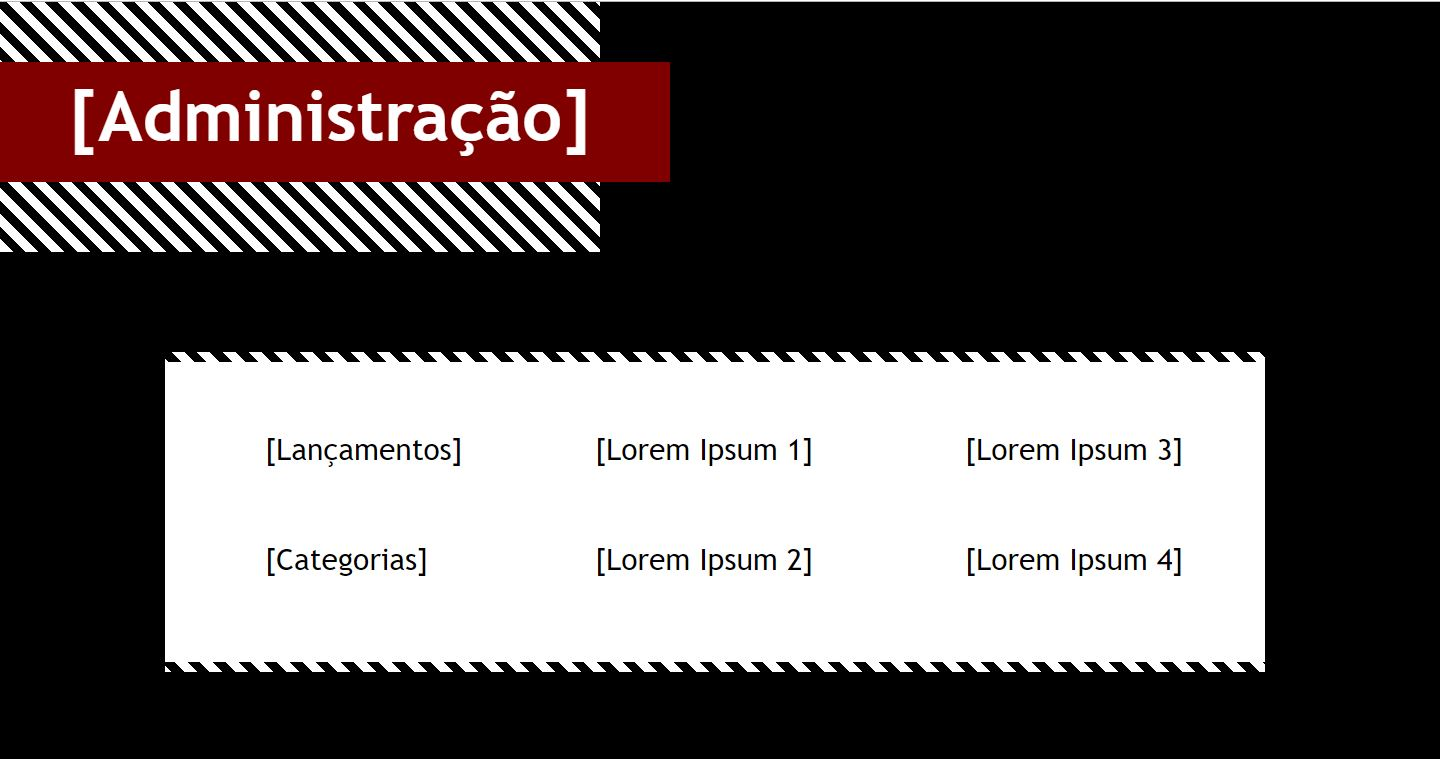 [Administração]
[Lançamentos] [Lorem Ipsum 1] [Lorem Ipsum 3]
[Categorias] [Lorem Ipsum 2] [Lorem Ipsum 4]